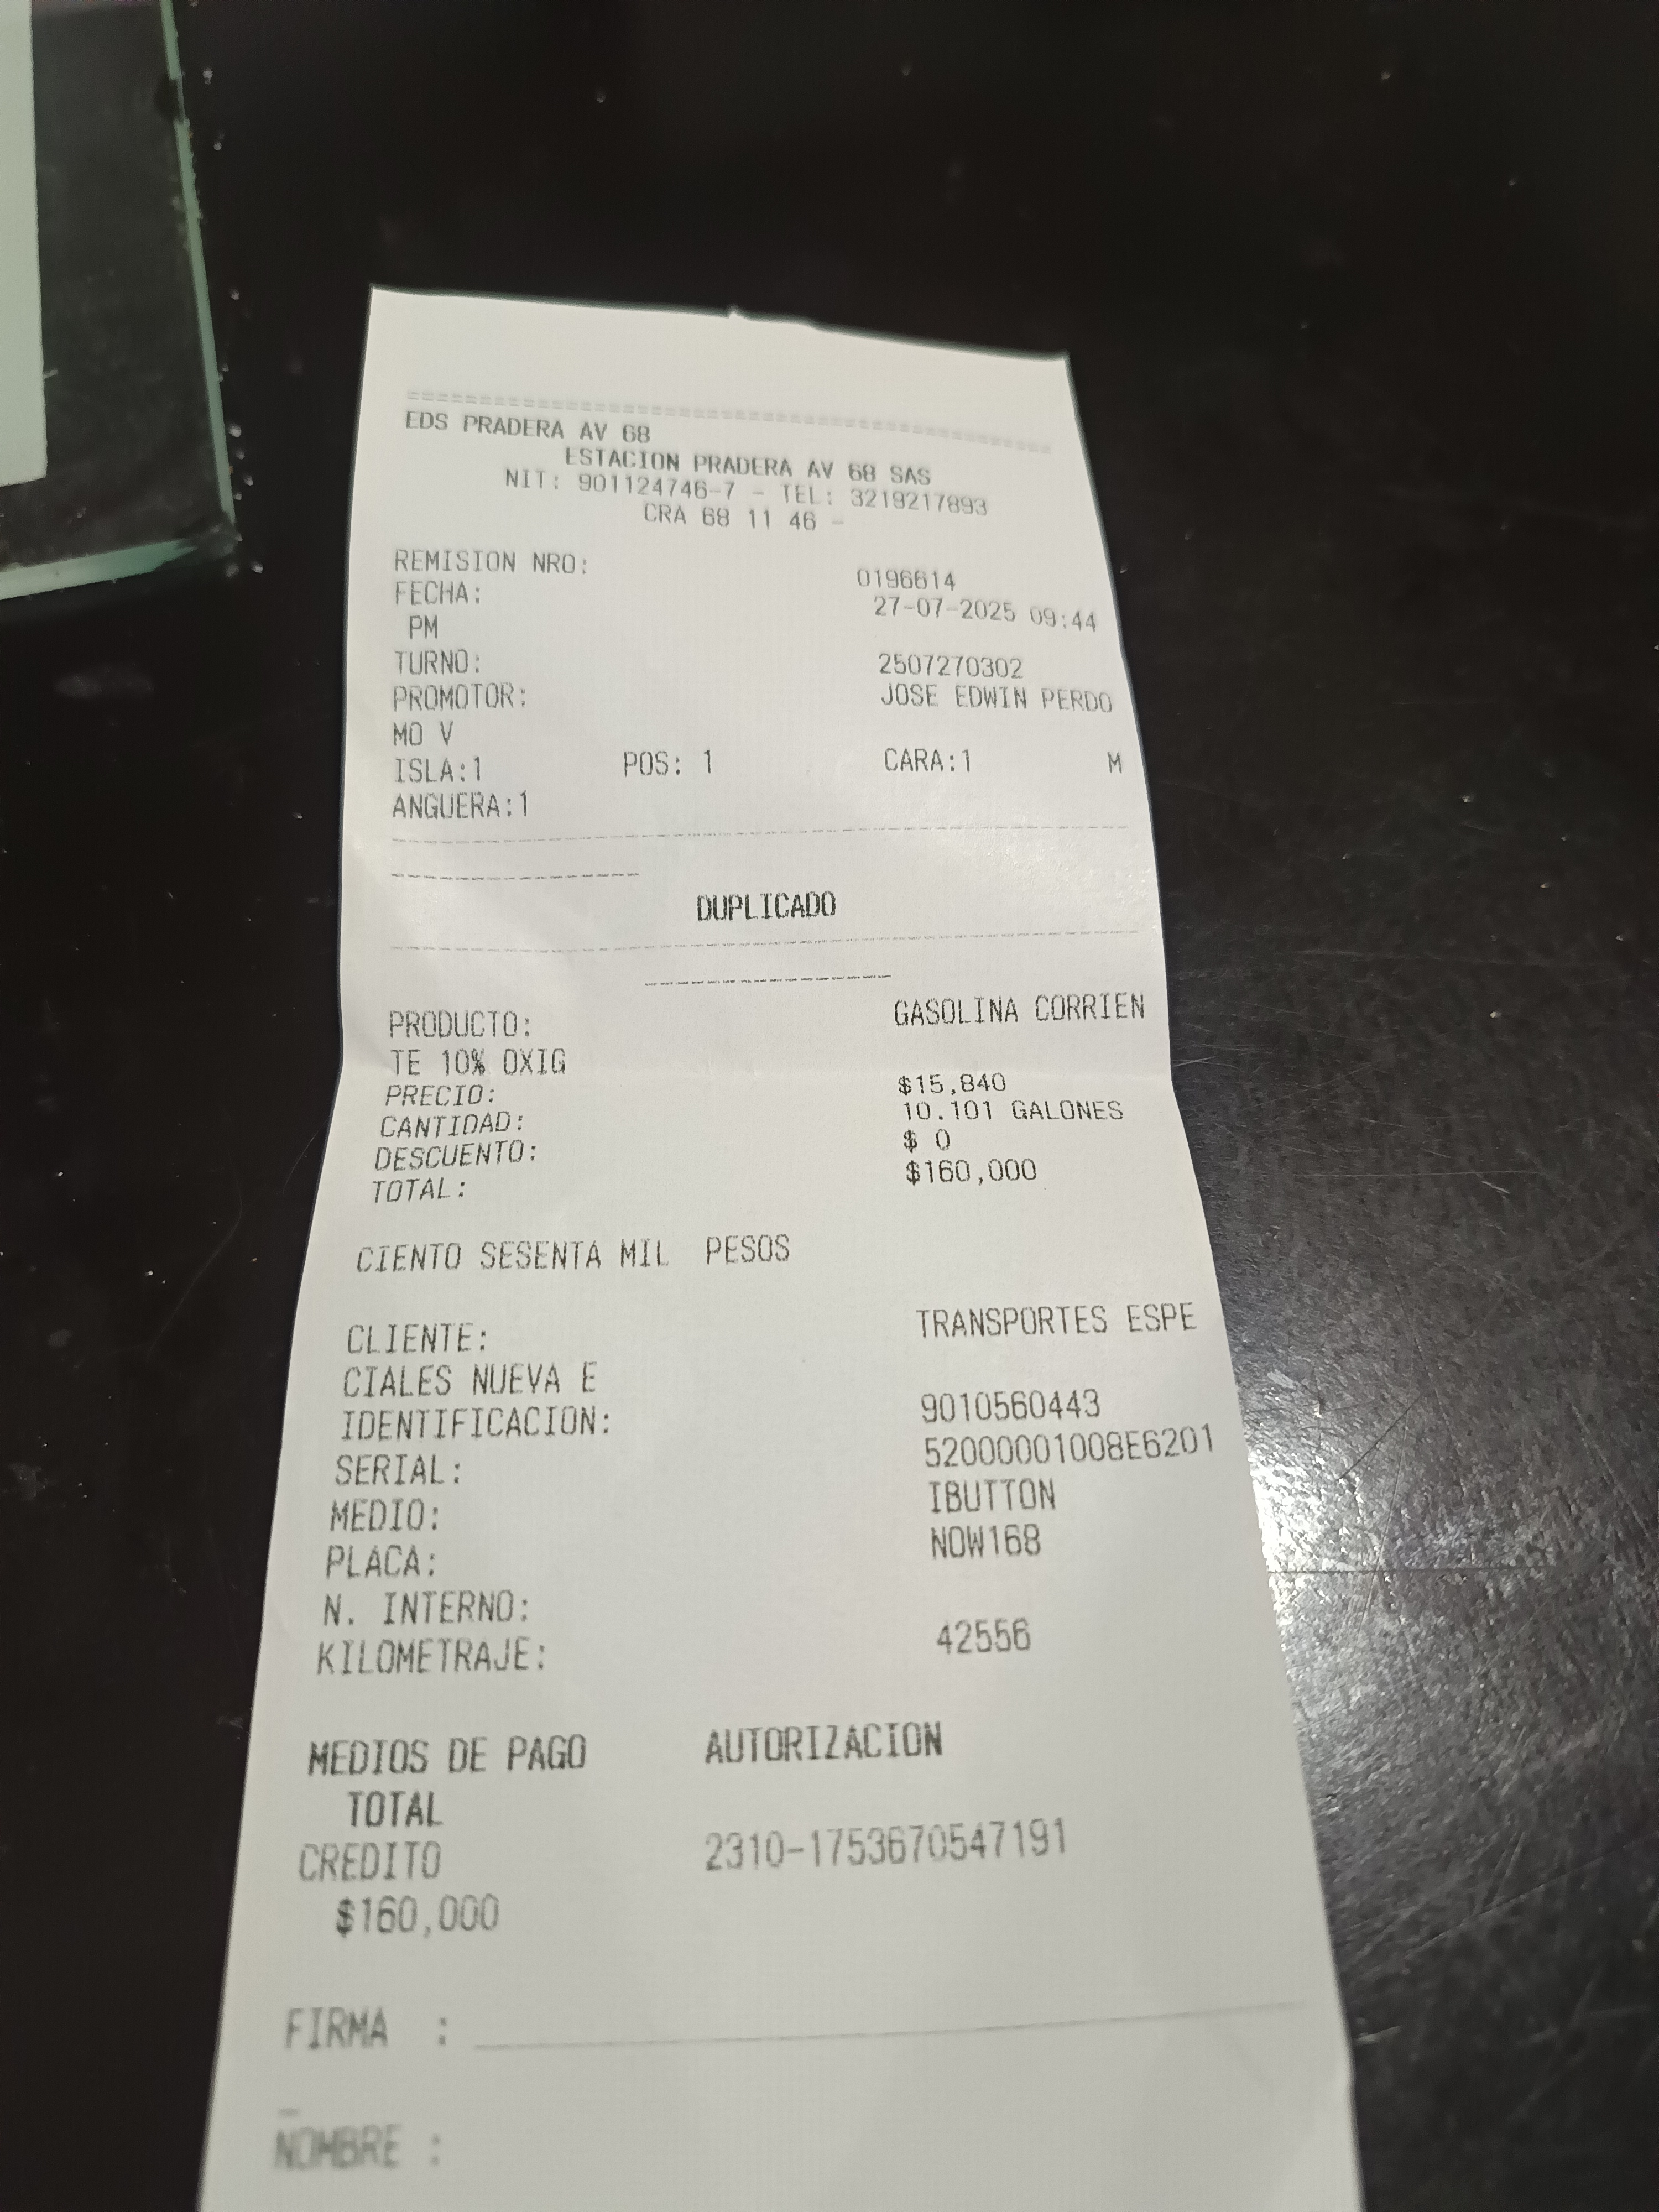 EDS PRADERA AV 68
ESTACION PRADERA AV 68 SAS
NIT: 901124746-7 - TEL: 3219217893
CRA 68 11 46 -
REMISION NRO: 0196614
FECHA: 27-07-2025 09:44
PM
TURNO: 2507270302
PROMOTOR: JOSE EDWIN PERDO
MO V
ISLA:1 POS: 1 CARA:1 M
ANGUERA:1
DUPLICADO
PRODUCTO: GASOLINA CORRIEN
TE 10% OXIG
PRECIO: $15,840
CANTIDAD: 10.101 GALONES
DESCUENTO: $ 0
TOTAL: $160,000
CIENTO SESENTA MIL PESOS
CLIENTE: TRANSPORTES ESPE
CIALES NUEVA E
IDENTIFICACION: 9010560443
SERIAL: 52000001008E6201
MEDIO: IBUTTON
PLACA: NOW168
N. INTERNO:
KILOMETRAJE: 42556
MEDIOS DE PAGO AUTORIZACION
TOTAL
CREDITO 2310-1753670547191
$160,000
FIRMA :
NOMBRE :